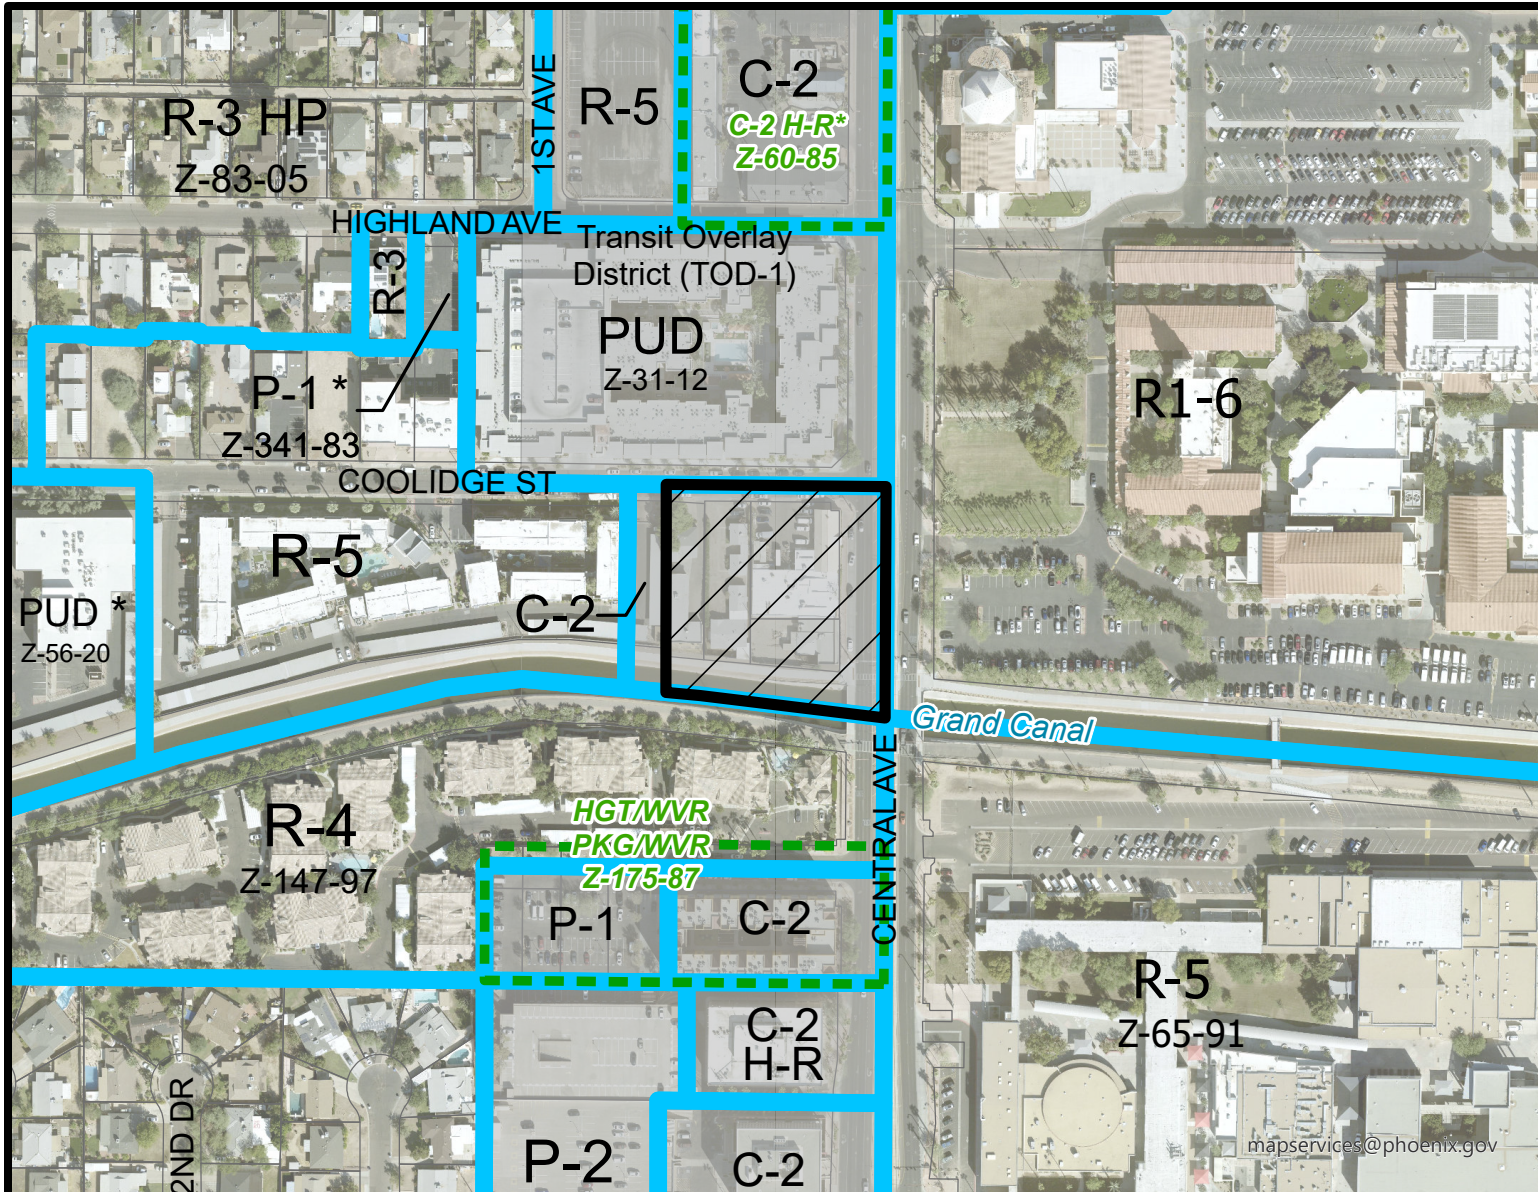 R-3 HP
Z-83-05
1ST AVE
R-5
C-2
C-2 H-R*
Z-60-85
HIGHLAND AVE
R-3
Transit Overlay
District (TOD-1)
PUD
Z-31-12
P-1 *
Z-341-83
R1-6
COOLIDGE ST
R-5
C-2
PUD *
Z-56-20
Grand Canal
CENTRAL AVE
R-4
Z-147-97
HGT/WVR
PKG/WVR
Z-175-87
P-1
C-2
R-5
Z-65-91
C-2
H-R
2ND DR
P-2
C-2
mapservices@phoenix.gov